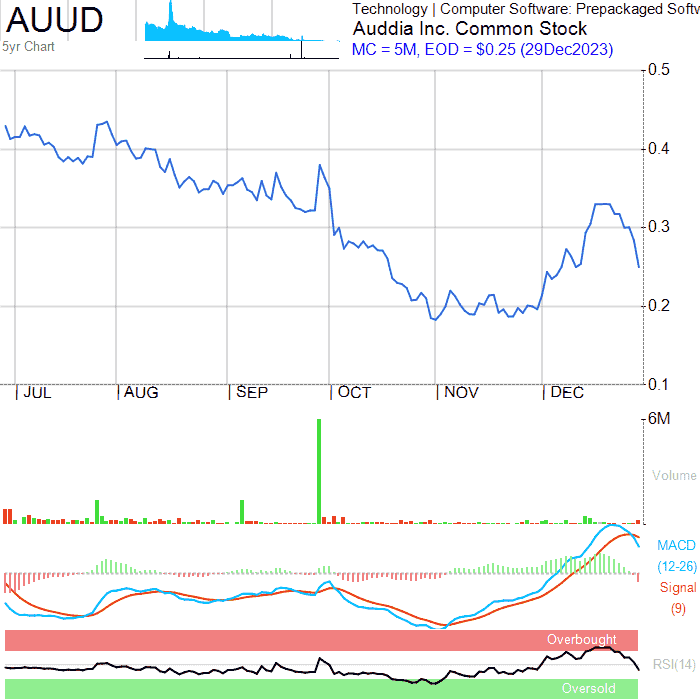 AUUD
5yr Chart
Technology | Computer Software: Prepackaged Softw
Auddia Inc. Common Stock
MC = 5M, EOD = $0.25 (29Dec2023)
0.5
0.4
0.3
0.2
0.1
JUL
AUG
SEP
OCT
NOV
DEC
6M
Volume
MACD
(12-26)
Signal
(9)
Overbought
RSI(14)
Oversold